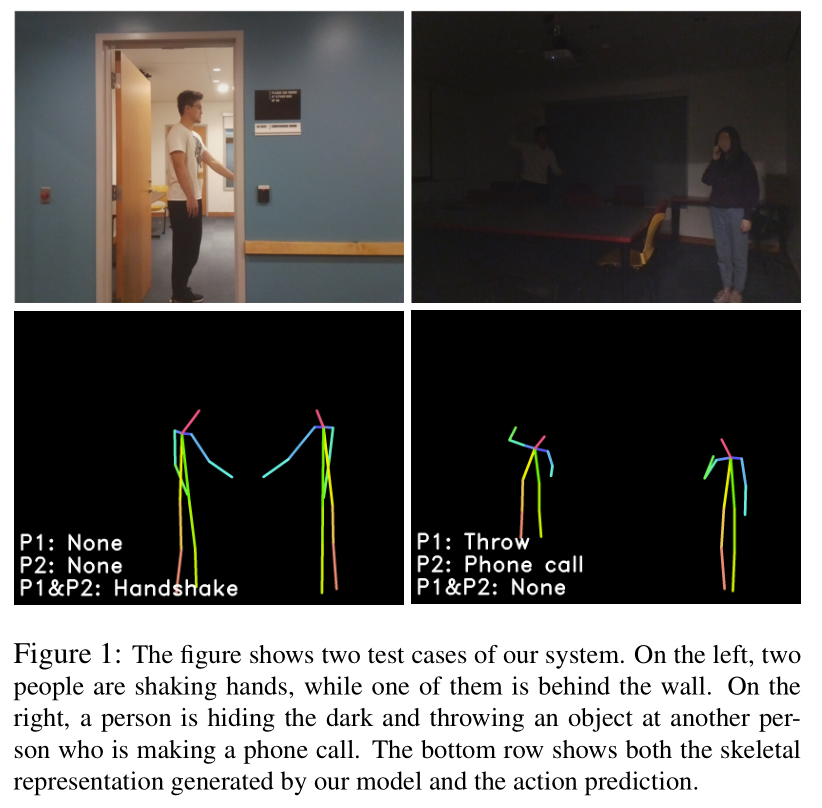 P1: None
P2: None
P1&P2: Handshake
P1: Throw
P2: Phone call
P1&P2: None
Figure 1: The figure shows two test cases of our system. On the left, two
people are shaking hands, while one of them is behind the wall. On the
right, a person is hiding the dark and throwing an object at another per-
son who is making a phone call. The bottom row shows both the skeletal
representation generated by our model and the action prediction.